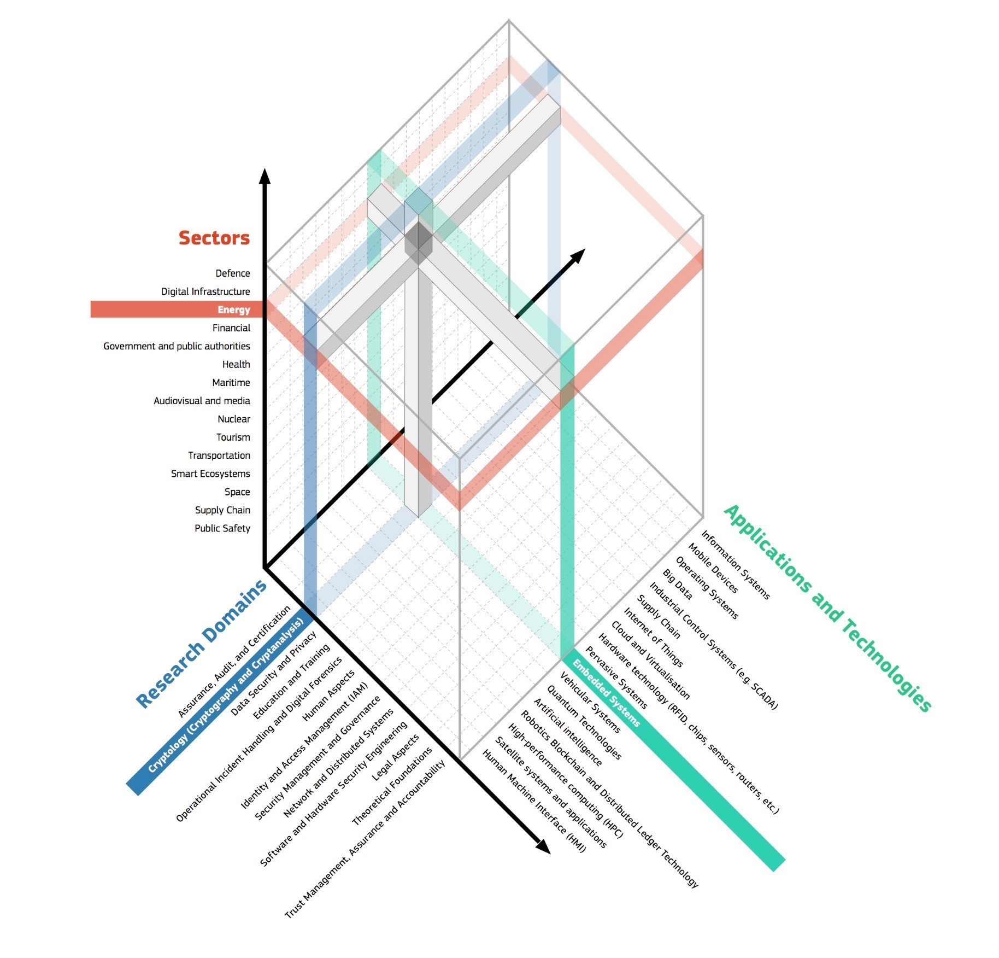 Sectors
Defence
Digital Infrastructure
Energy
Financial
Government and public authorities
Health
Maritime
Audiovisual and media
Nuclear
Tourism
Transportation
Smart Ecosystems
Space
Supply Chain
Public Safety
Research Domains
Assurance, Audit, and Certification
Cryptology (Cryptography and Cryptanalysis)
Data Security and Privacy
Education and Training
Operational Incident Handling and Digital Forensics
Human Aspects
Identity and Access Management (IAM)
Security Management and Governance
Network and Distributed Systems
Software and Hardware Security Engineering
Legal Aspects
Theoretical Foundations
Trust Management, Assurance and Accountability
Applications and Technologies
Information Systems
Mobile Devices
Operating Systems
Big Data
Industrial Control Systems (e.g. SCADA)
Supply Chain
Internet of Things
Cloud and Virtualisation
Hardware technology (RFID, chips, sensors, routers, etc.)
Pervasive Systems
Embedded Systems
Vehicular Systems
Quantum Technologies
Artificial intelligence
Robotics Blockchain and Distributed Ledger Technology
High-performance computing (HPC)
Satellite systems and applications
Human Machine Interface (HMI)